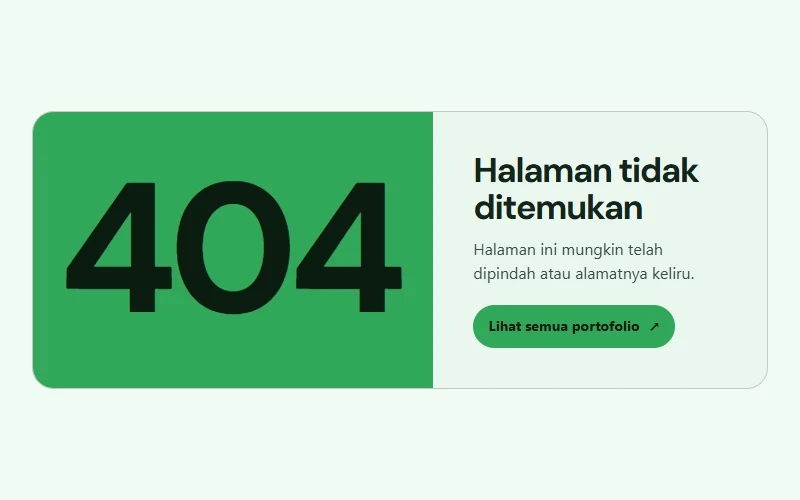 404
Halaman tidak
ditemukan
Halaman ini mungkin telah
dipindah atau alamatnya keliru.
Lihat semua portofolio ↗